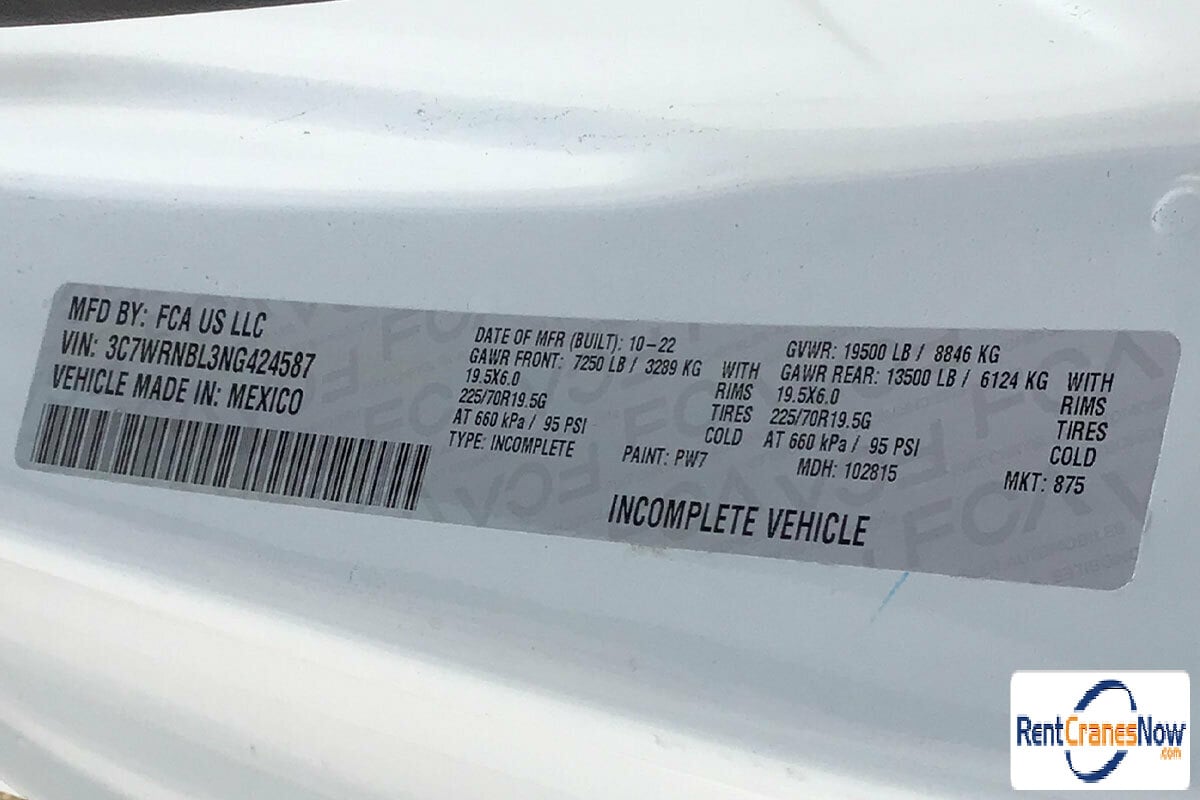 MFD BY: FCA US LLC
VIN: 3C7WRNBL3NG424587
VEHICLE MADE IN: MEXICO
DATE OF MFR (BUILT): 10-22
GAWR FRONT: 7250 LB / 3289 KG WITH
19.5X6.0 RIMS
225/70R19.5G TIRES
AT 660 kPa / 95 PSI COLD
TYPE: INCOMPLETE
PAINT: PW7
GVWR: 19500 LB / 8846 KG
GAWR REAR: 13500 LB / 6124 KG WITH
19.5X6.0 RIMS
225/70R19.5G TIRES
AT 660 kPa / 95 PSI COLD
MDH: 102815
MKT: 875
INCOMPLETE VEHICLE
RentCranesNow
.com